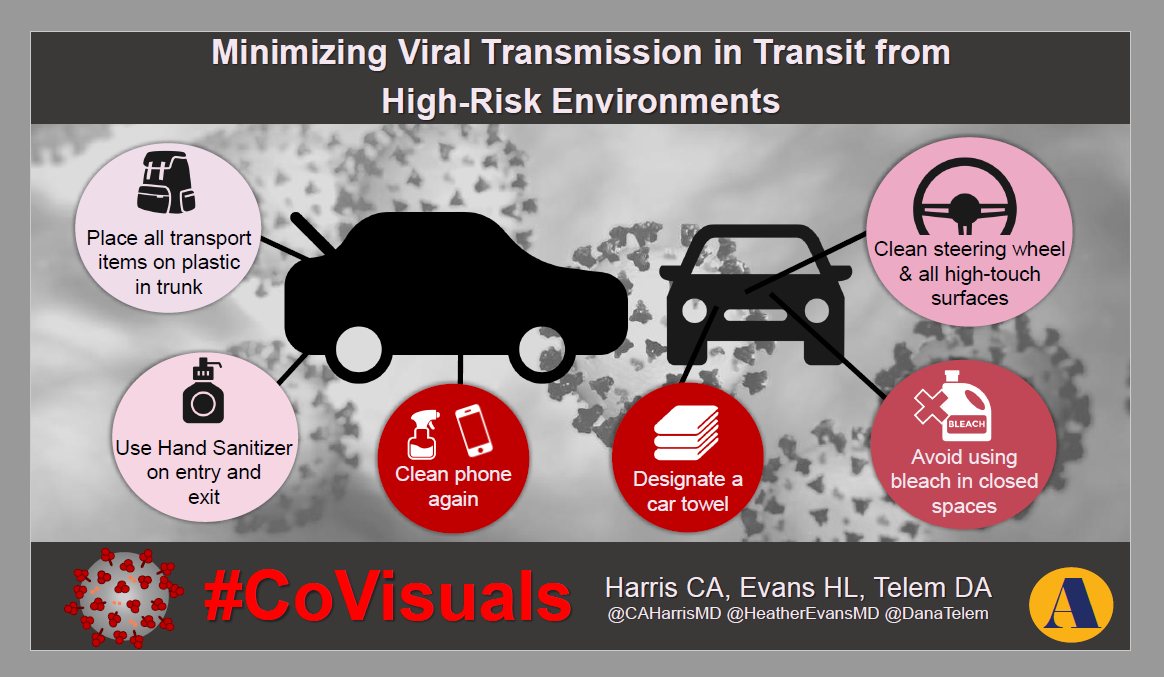 Minimizing Viral Transmission in Transit from
High-Risk Environments
Place all transport
items on plastic
in trunk
Clean steering wheel
& all high-touch
surfaces
Use Hand Sanitizer
on entry and
exit
Clean phone
again
Designate a
car towel
BLEACH
Avoid using
bleach in closed
spaces
#CoVisuals
Harris CA, Evans HL, Telem DA
@CAHarrisMD @HeatherEvansMD @DanaTelem
A